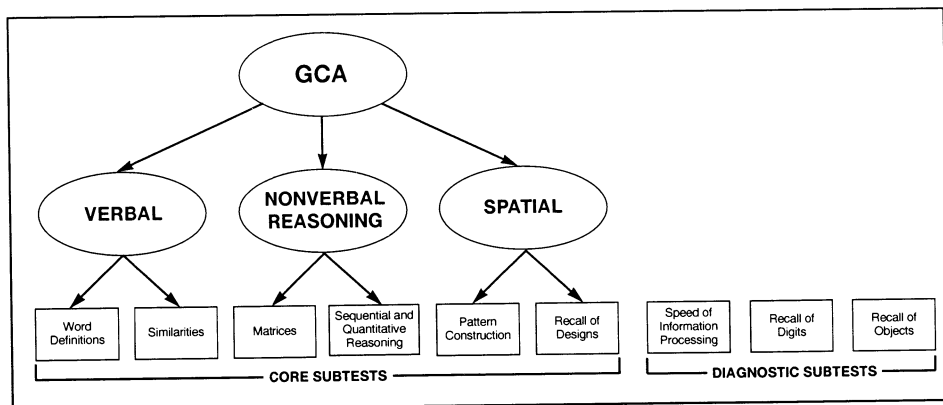 GCA
VERBAL
NONVERBAL
REASONING
SPATIAL
Word
Definitions
Similarities
Matrices
Sequential and
Quantitative
Reasoning
Pattern
Construction
Recall of
Designs
Speed of
Information
Processing
Recall of
Digits
Recall of
Objects
CORE SUBTESTS
DIAGNOSTIC SUBTESTS